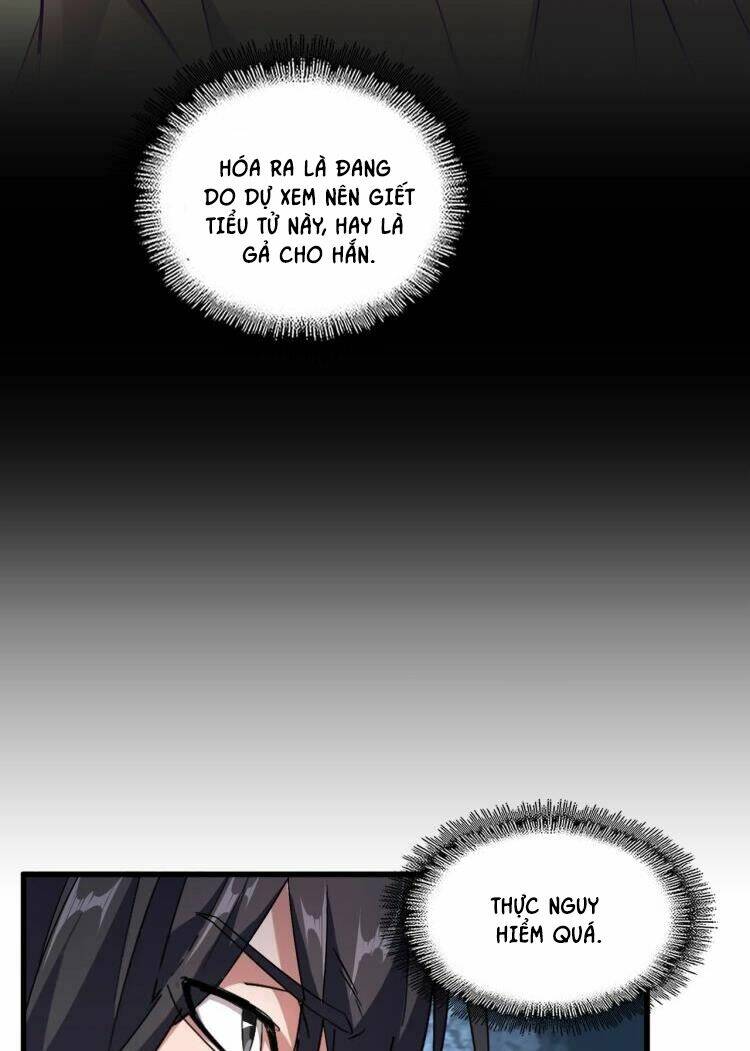 HÓA RA LÀ ĐANG
DO DỰ XEM NÊN GIẾT
TIỂU TỬ NÀY, HAY LÀ
GẢ CHO HẮN.
THỰC NGUY
HIỂM QUÁ.